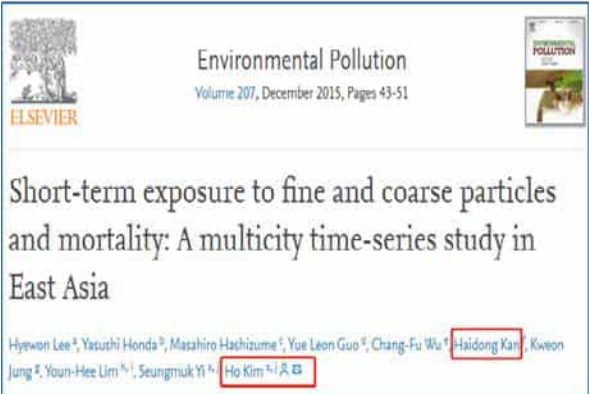 Environmental Pollution
Volume 207, December 2015, Pages 43-51
ENVIRONMENTAL
POLLUTION
ELSEVIER
Short-term exposure to fine and coarse particles
and mortality: A multicity time-series study in
East Asia
Hyewon Lee a, Yasushi Honda b, Masahiro Hashizume c, Yue Leon Guo d, Chang-Fu Wu e, Haidong Kan f, Kweon
Jung g, Youn-Hee Lim h, i, Seungmuk Yi a, Ho Kim a, i